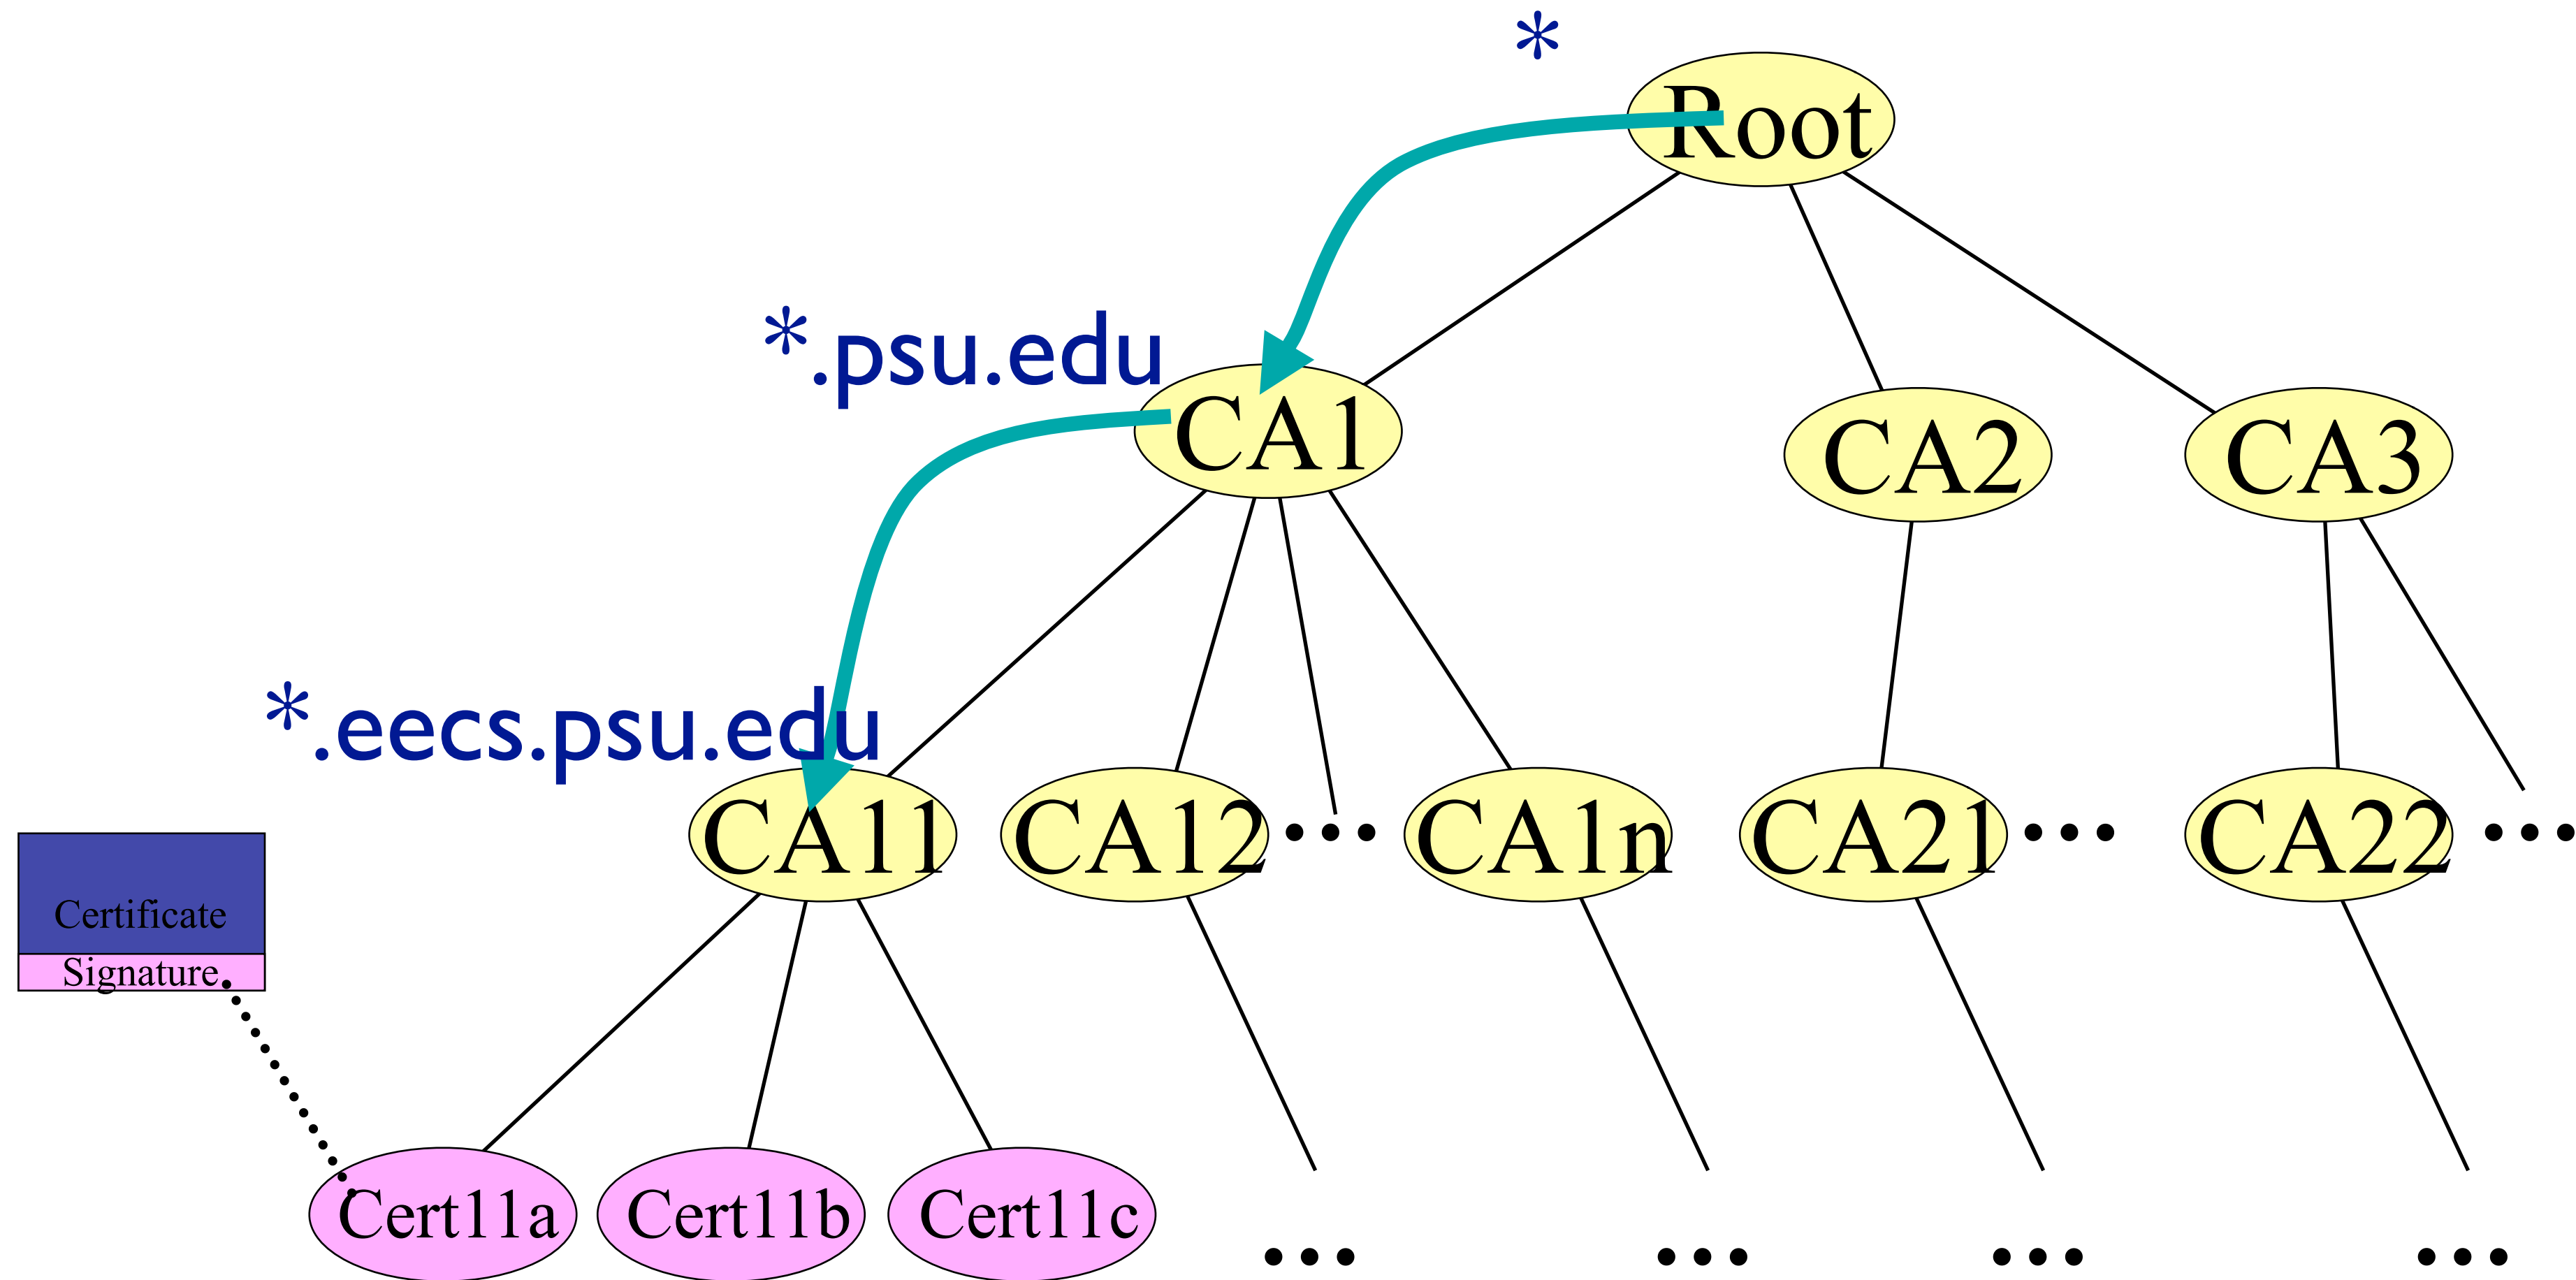 *
Root
*.psu.edu
CA1
CA2
CA3
*.eecs.psu.edu
CA11
CA12
...
CA1n
CA21
...
CA22
...
Certificate
Signature
Cert11a
Cert11b
Cert11c
...
...
...
...